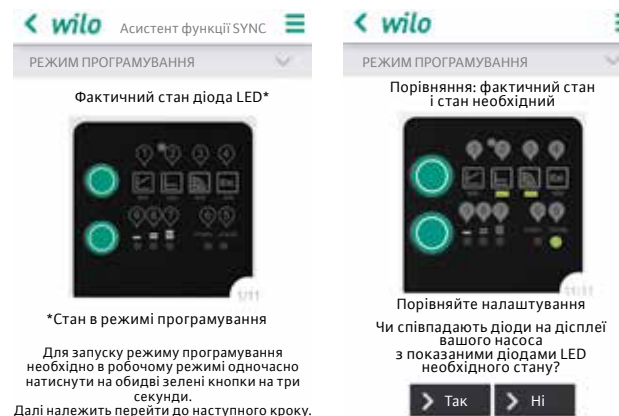 wilo Асистент функції SYNC
РЕЖИМ ПРОГРАМУВАННЯ
Фактичний стан діода LED*
1/11
*Стан в режимі програмування
Для запуску режиму програмування
необхідно в робочому режимі одночасно
натиснути на обидві зелені кнопки на три
секунди.
Далі належить перейти до наступного кроку.
wilo
РЕЖИМ ПРОГРАМУВАННЯ
Порівняння: фактичний стан
і стан необхідний
11/11
Порівняйте налаштування
Чи співпадають діоди на дісплеї
вашого насоса
з показаними діодами LED
необхідного стану?
Так
Ні